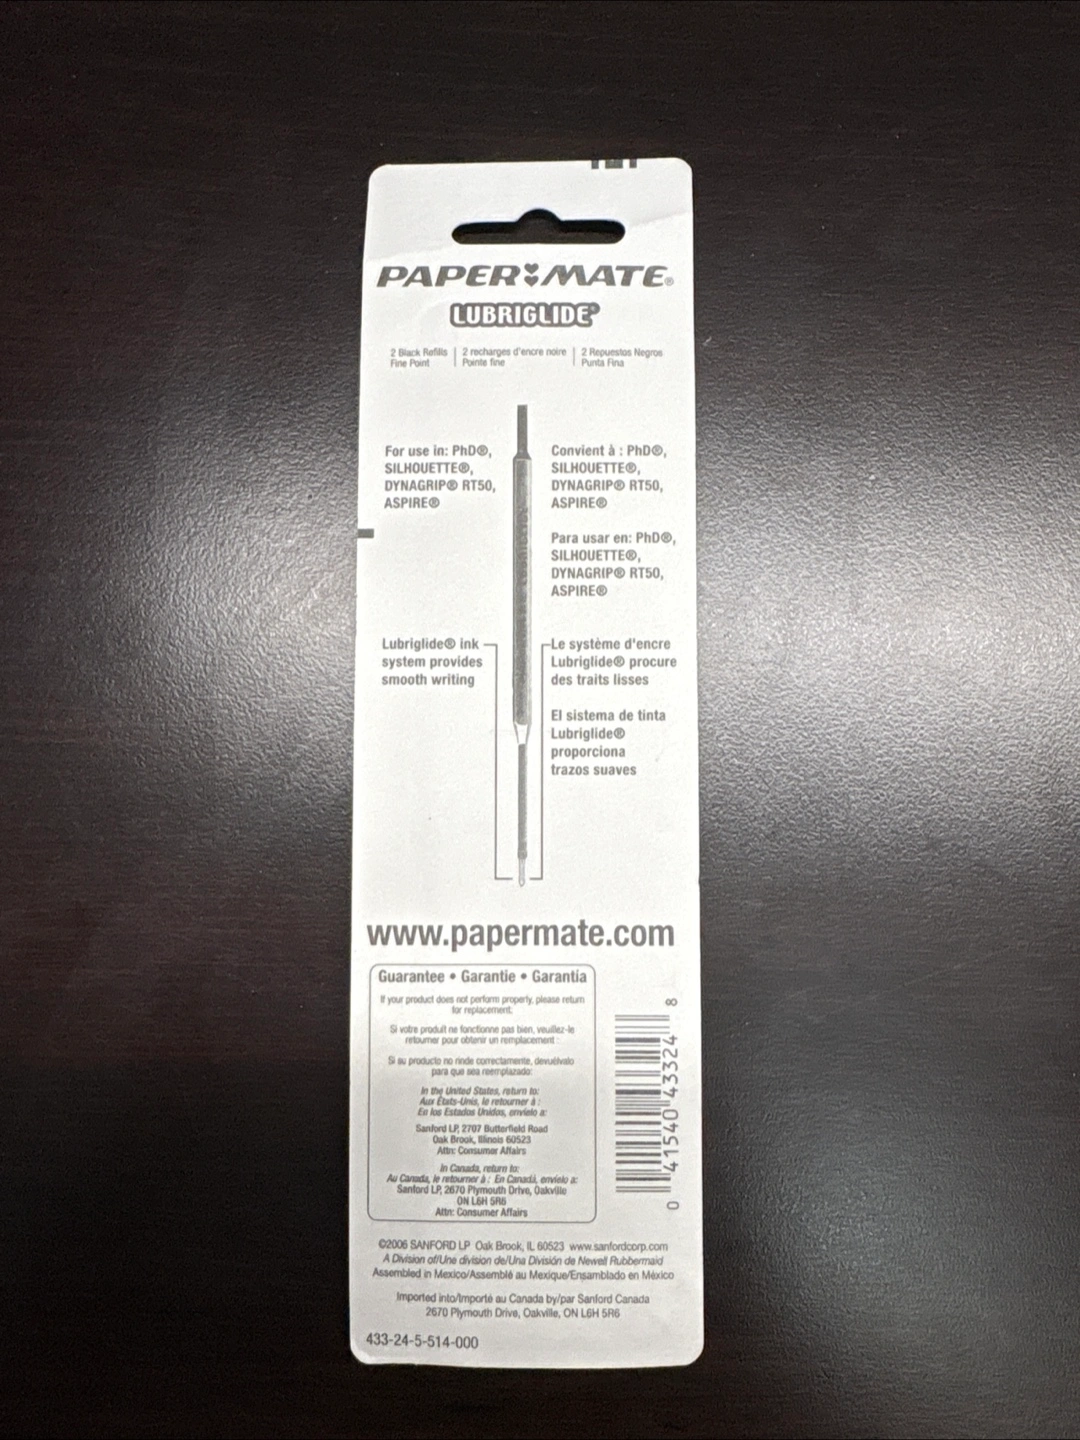 PAPER MATE®
LUBRIGLIDE®
2 Black Refills
Fine Point
2 recharges d'encre noire
Pointe fine
2 Repuestos Negros
Punta Fina
For use in: PhD®,
SILHOUETTE®,
DYNAGRIP® RT50,
ASPIRE®
Convient à : PhD®,
SILHOUETTE®,
DYNAGRIP® RT50,
ASPIRE®
Para usar en: PhD®,
SILHOUETTE®,
DYNAGRIP® RT50,
ASPIRE®
Lubriglide® ink
system provides
smooth writing
Le système d'encre
Lubriglide® procure
des traits lisses
El sistema de tinta
Lubriglide®
proporciona
trazos suaves
www.papermate.com
Guarantee • Garantie • Garantía
If your product does not perform properly, please return
for replacement:
Si votre produit ne fonctionne pas bien, veuillez-le
retourner pour obtenir un remplacement :
Si su producto no rinde correctamente, devuélvalo
para que sea reemplazado:
In the United States, return to:
Aux États-Unis, le retourner à :
En los Estados Unidos, envíelo a:
Sanford LP, 2707 Butterfield Road
Oak Brook, Illinois 60523
Attn: Consumer Affairs
In Canada, return to:
Au Canada, le retourner à : En Canadá, envíelo a:
Sanford LP, 2670 Plymouth Drive, Oakville
ON L6H 5R6
Attn: Consumer Affairs
0 41540 43324 8
©2006 SANFORD LP Oak Brook, IL 60523 www.sanfordcorp.com
A Division of/Une division de/Una División de Newell Rubbermaid
Assembled in Mexico/Assemblé au Mexique/Ensamblado en México
Imported into/Importé au Canada by/par Sanford Canada
2670 Plymouth Drive, Oakville, ON L6H 5R6
433-24-5-514-000